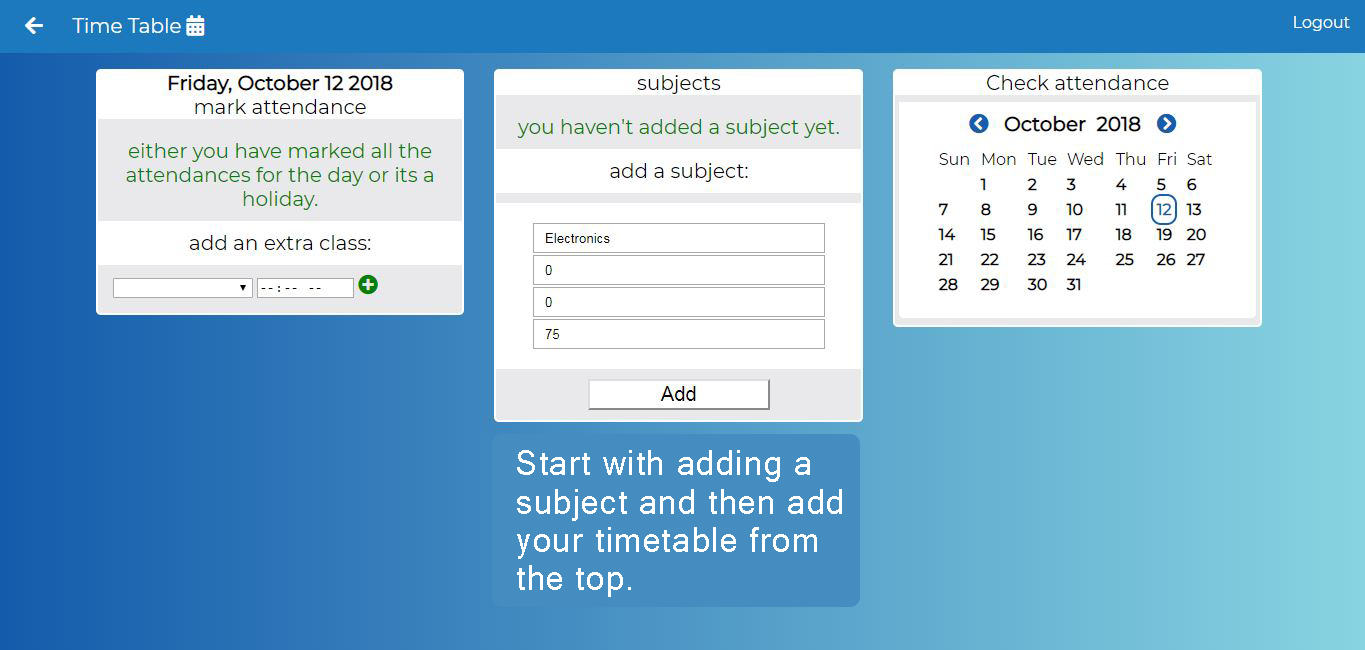 Time Table
Logout
Friday, October 12 2018
mark attendance
either you have marked all the
attendances for the day or its a
holiday.
add an extra class:
--:-- --
subjects
you haven't added a subject yet.
add a subject:
Electronics
0
0
75
Add
Start with adding a
subject and then add
your timetable from
the top.
Check attendance
October 2018
Sun Mon Tue Wed Thu Fri Sat
1 2 3 4 5 6
7 8 9 10 11 12 13
14 15 16 17 18 19 20
21 22 23 24 25 26 27
28 29 30 31